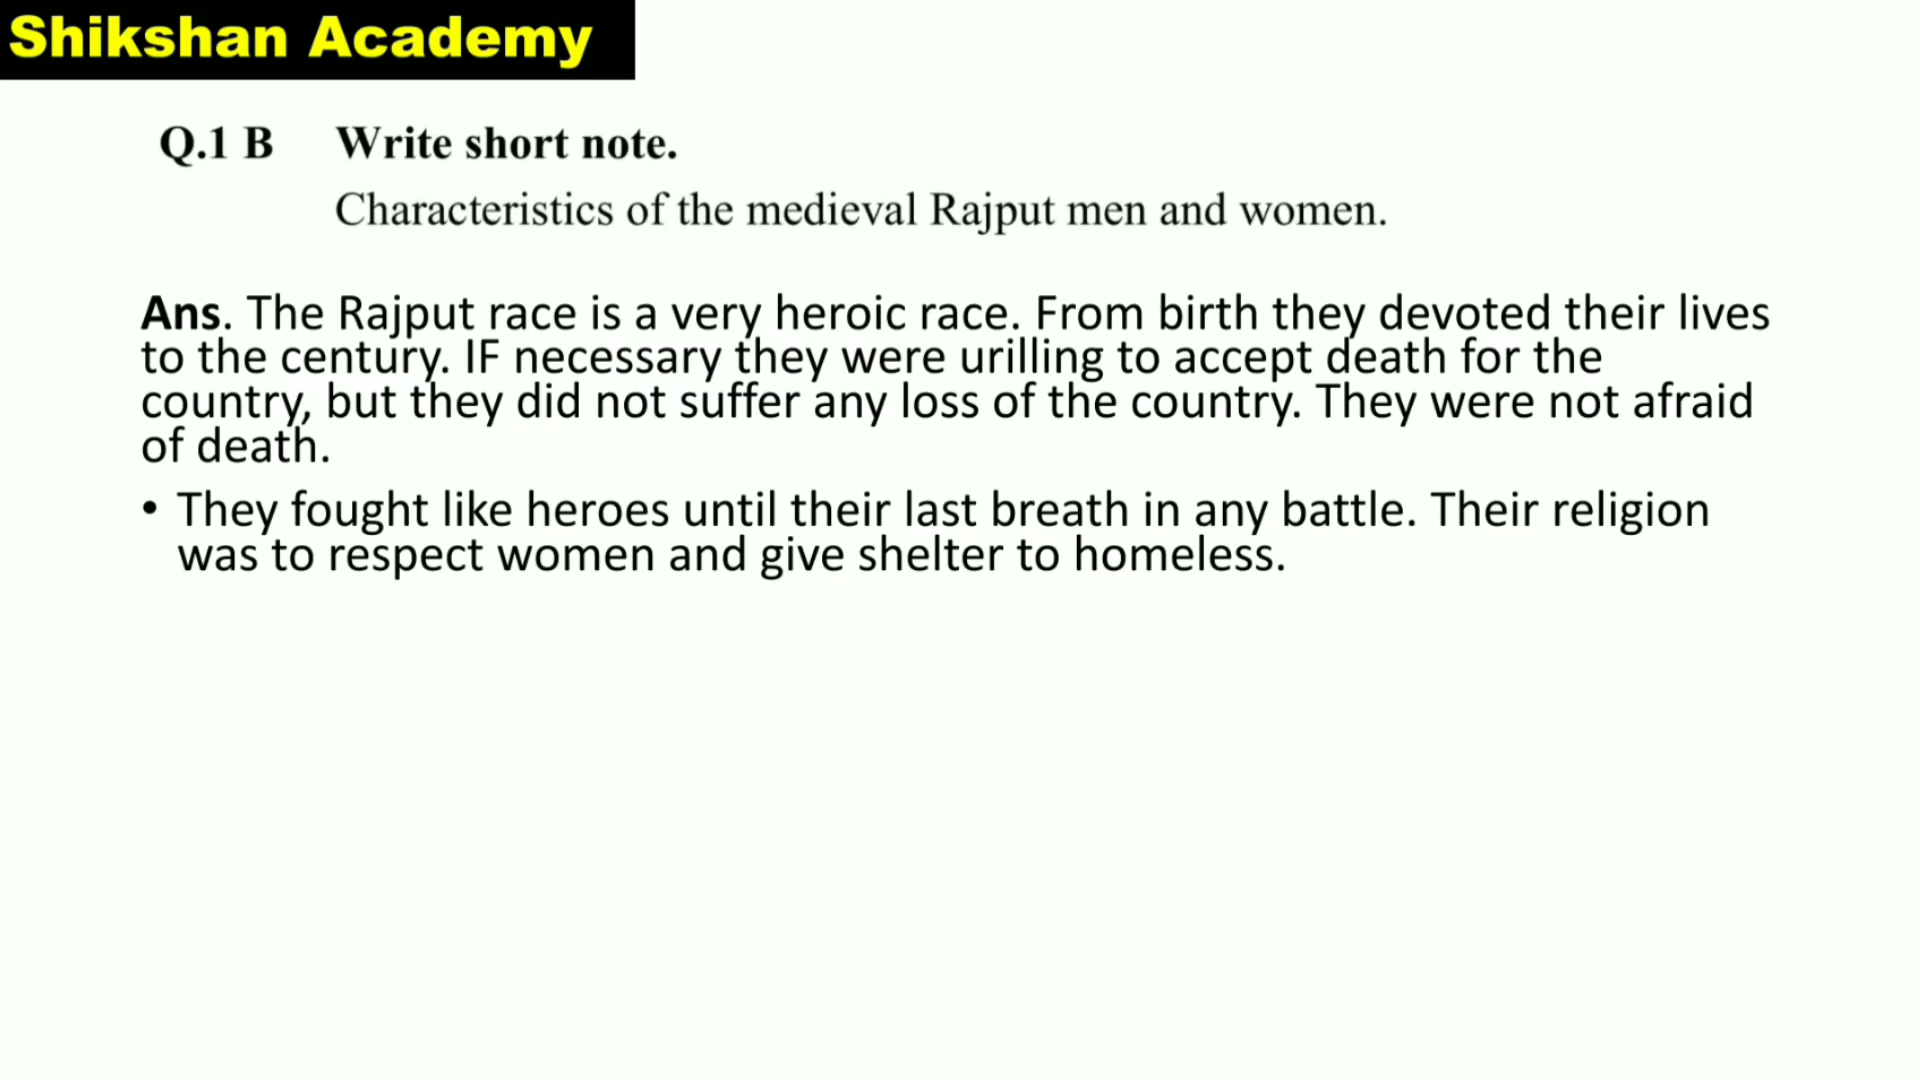 Shikshan Academy
Q.1 B Write short note.
Characteristics of the medieval Rajput men and women.
Ans. The Rajput race is a very heroic race. From birth they devoted their lives
to the century. IF necessary they were urilling to accept death for the
country, but they did not suffer any loss of the country. They were not afraid
of death.
• They fought like heroes until their last breath in any battle. Their religion
was to respect women and give shelter to homeless.